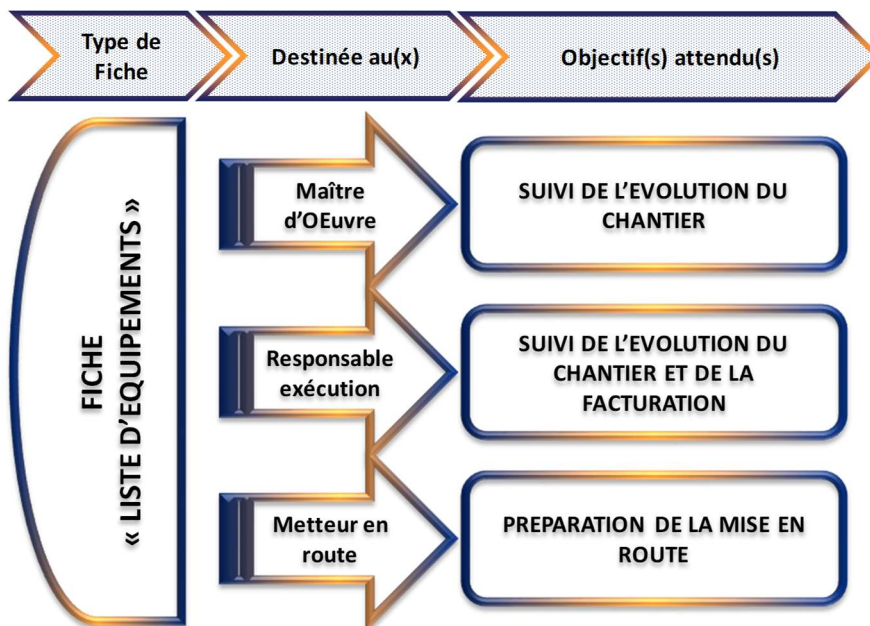 Type de
Fiche
Destinée au(x)
Objectif(s) attendu(s)
FICHE
« LISTE D’EQUIPEMENTS »
Maître
d’OEuvre
SUIVI DE L’EVOLUTION DU
CHANTIER
Responsable
exécution
SUIVI DE L’EVOLUTION DU
CHANTIER ET DE LA
FACTURATION
Metteur en
route
PREPARATION DE LA MISE EN
ROUTE